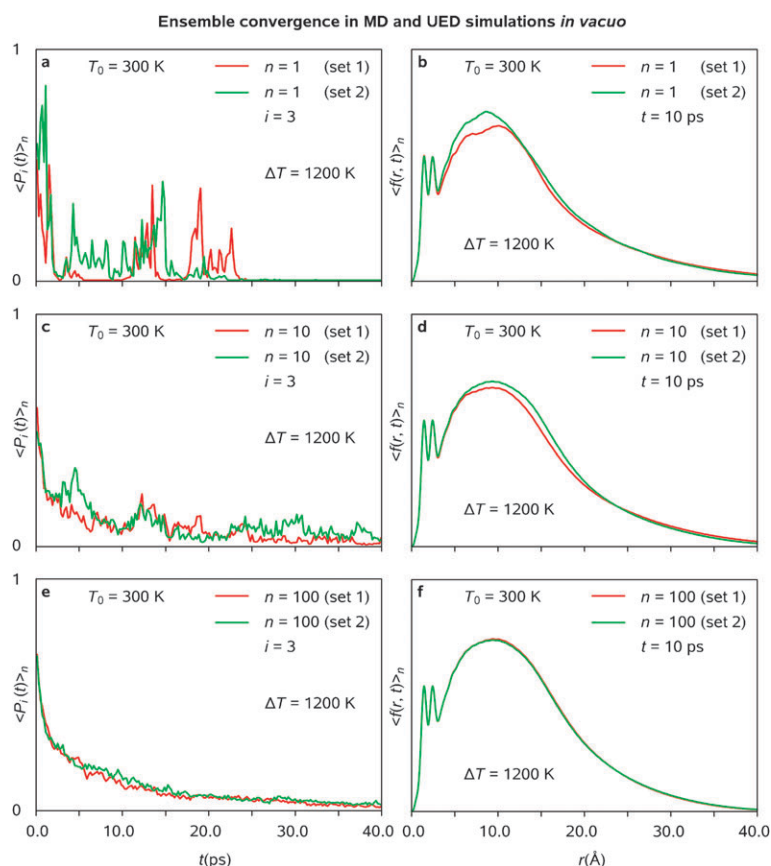 Ensemble convergence in MD and UED simulations in vacuo
a
T₀ = 300 K
n = 1 (set 1)
n = 1 (set 2)
i = 3
ΔT = 1200 K
1
0
<Pᵢ (t)>ₙ
b
T₀ = 300 K
n = 1 (set 1)
n = 1 (set 2)
t = 10 ps
ΔT = 1200 K
<f(r, t)>ₙ
c
T₀ = 300 K
n = 10 (set 1)
n = 10 (set 2)
i = 3
ΔT = 1200 K
1
0
<Pᵢ (t)>ₙ
d
T₀ = 300 K
n = 10 (set 1)
n = 10 (set 2)
t = 10 ps
ΔT = 1200 K
<f(r, t)>ₙ
e
T₀ = 300 K
n = 100 (set 1)
n = 100 (set 2)
i = 3
ΔT = 1200 K
1
0
<Pᵢ (t)>ₙ
0.0 10.0 20.0 30.0 40.0
t(ps)
f
T₀ = 300 K
n = 100 (set 1)
n = 100 (set 2)
t = 10 ps
ΔT = 1200 K
<f(r, t)>ₙ
0.0 10.0 20.0 30.0 40.0
r(Å)